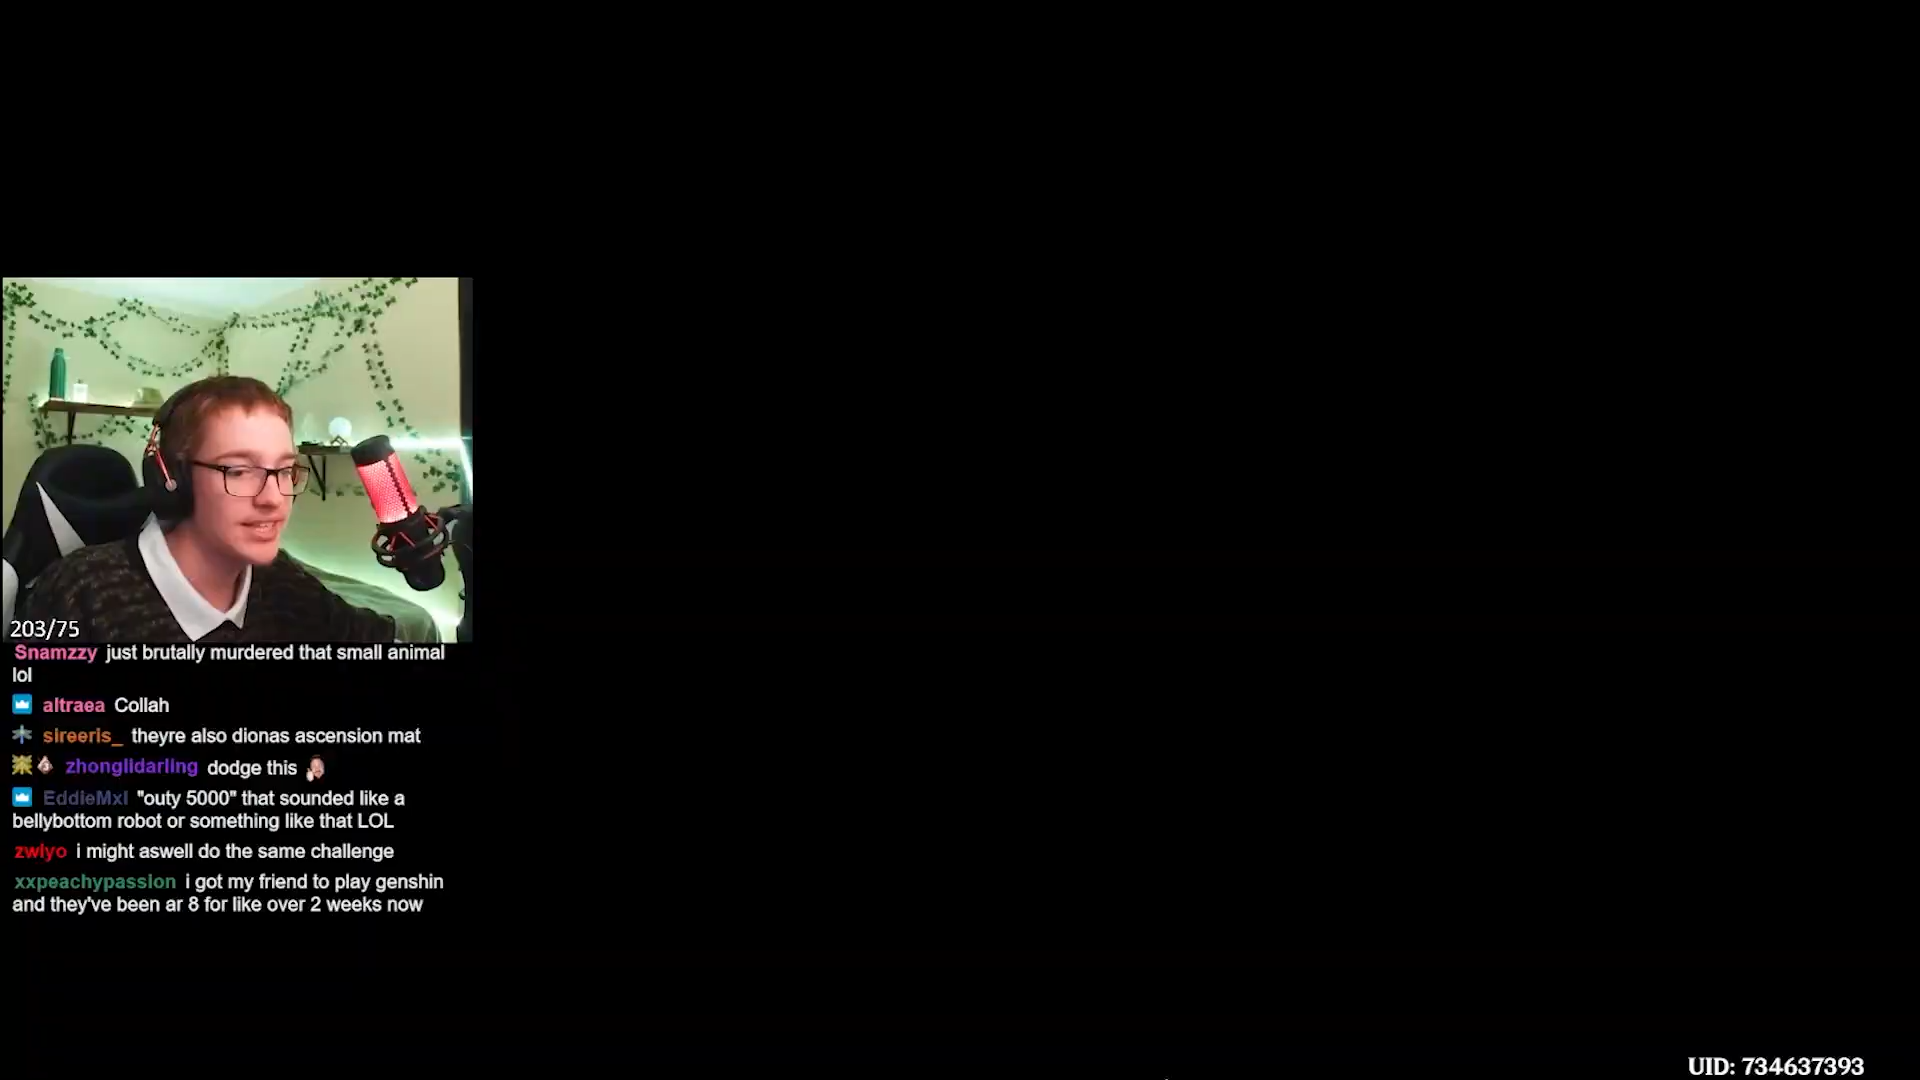 203/75
Snamzzy just brutally murdered that small animal
lol
altraea Collah
sireeris_ theyre also dionas ascension mat
zhonglidarling dodge this
EddieMxl "outy 5000" that sounded like a
bellybottom robot or something like that LOL
zwiyo i might aswell do the same challenge
xxpeachypassion i got my friend to play genshin
and they've been ar 8 for like over 2 weeks now
UID: 734637393